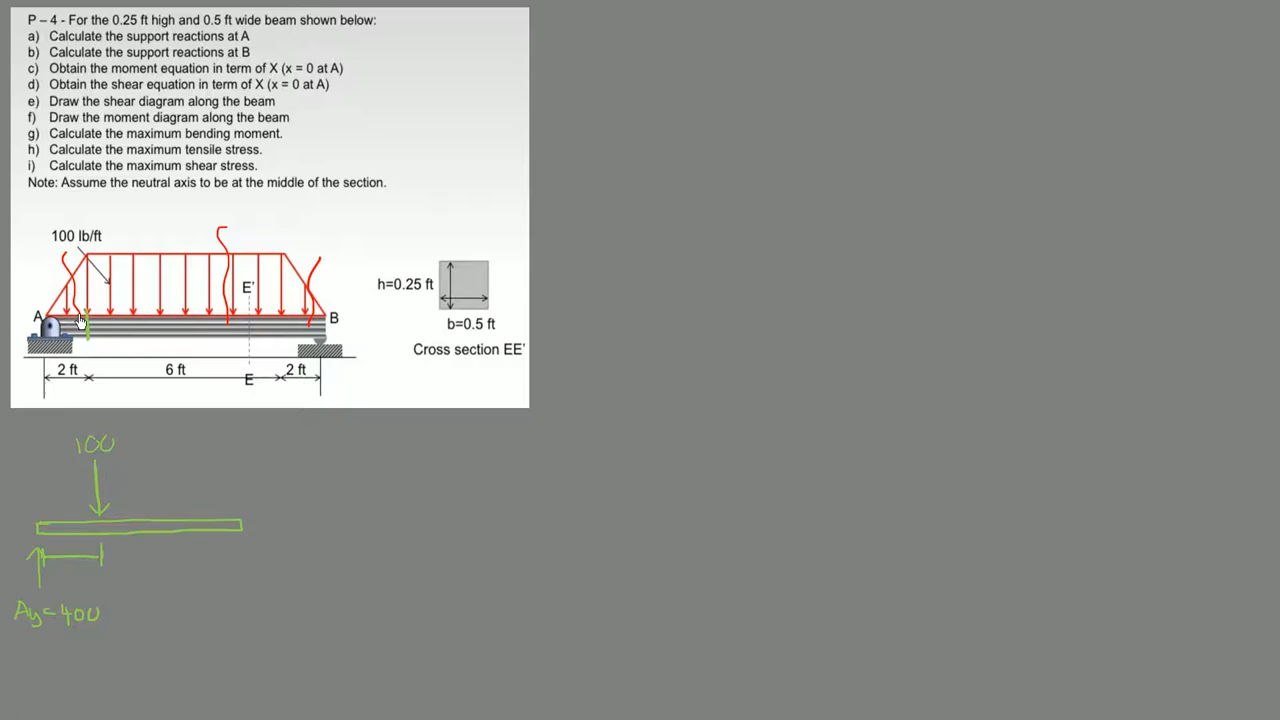 P – 4 - For the 0.25 ft high and 0.5 ft wide beam shown below:
a) Calculate the support reactions at A
b) Calculate the support reactions at B
c) Obtain the moment equation in term of X (x = 0 at A)
d) Obtain the shear equation in term of X (x = 0 at A)
e) Draw the shear diagram along the beam
f) Draw the moment diagram along the beam
g) Calculate the maximum bending moment.
h) Calculate the maximum tensile stress.
i) Calculate the maximum shear stress.
Note: Assume the neutral axis to be at the middle of the section.
100 lb/ft
E'
h=0.25 ft
A
B
b=0.5 ft
Cross section EE'
2 ft
6 ft
E
2 ft
100
Ay=400